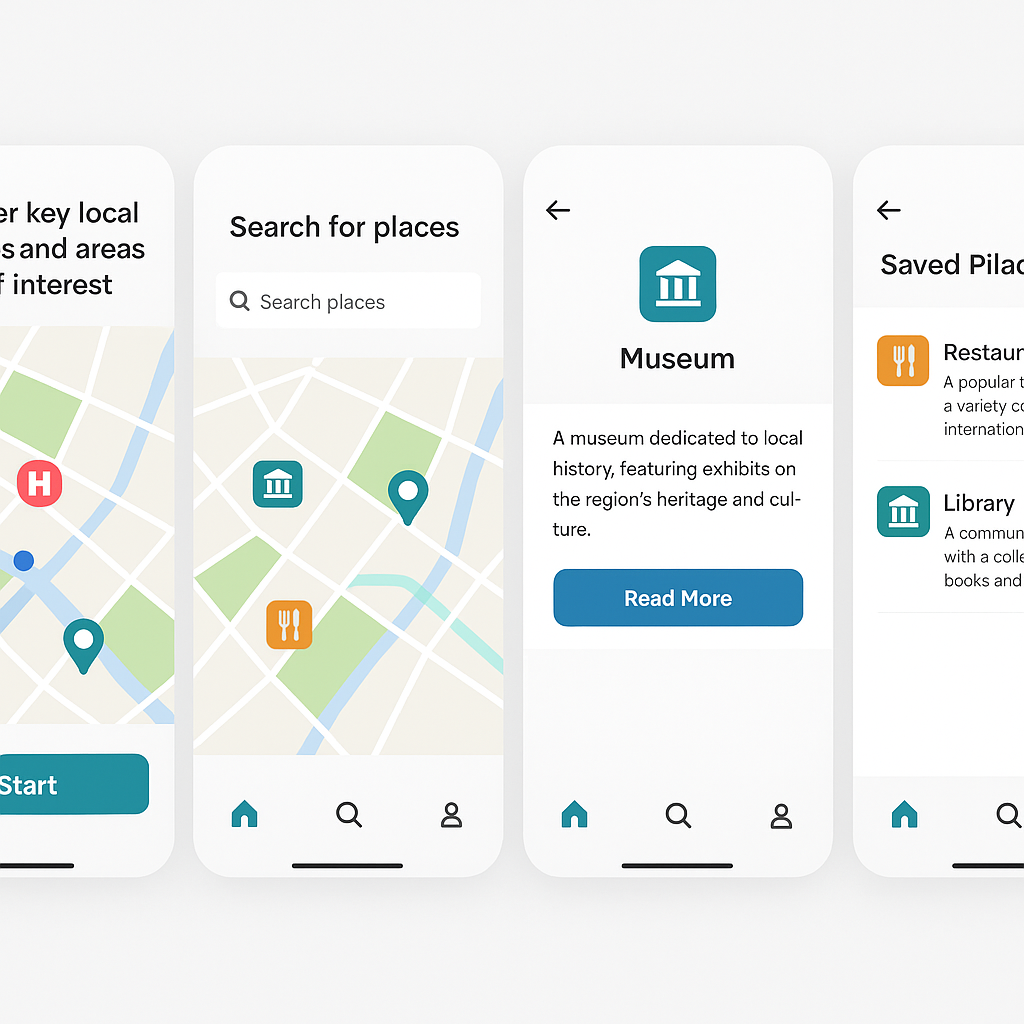 er key local
s and areas
f interest
H
Start
Search for places
Search places
Museum
A museum dedicated to local
history, featuring exhibits on
the region's heritage and cul-
ture.
Read More
Saved Pilac
Restaur
A popular t
a variety co
internation
Library
A commun
with a colle
books and